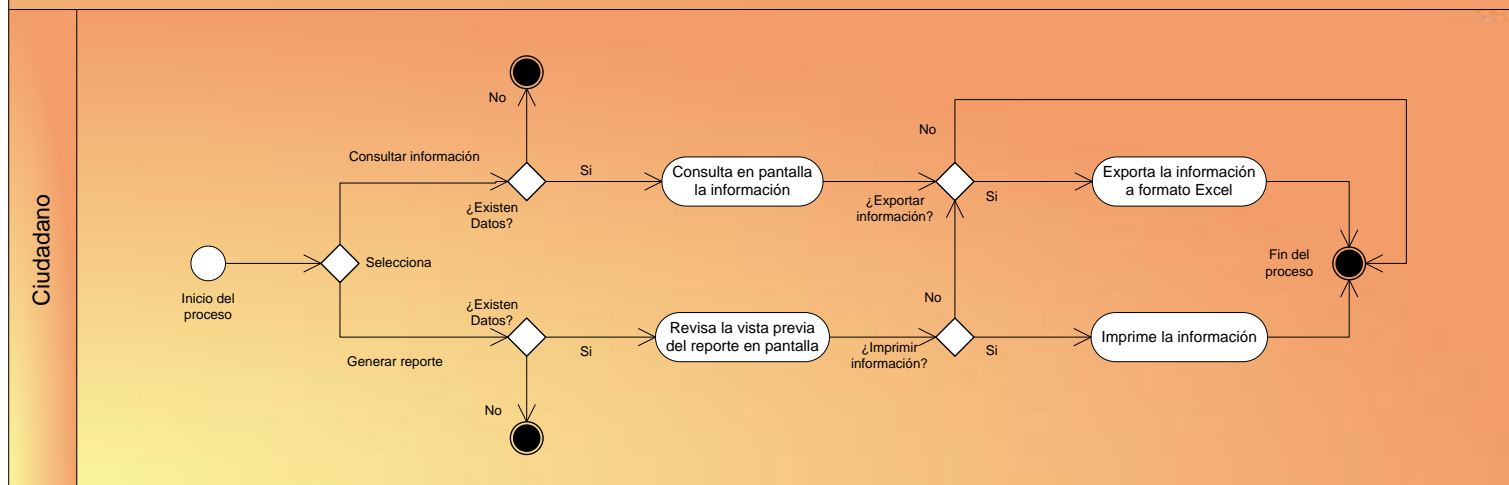 Ciudadano
Inicio del
proceso
Selecciona
Consultar información
No
¿Existen
Datos?
Si
Consulta en pantalla
la información
¿Exportar
información?
No
Si
Exporta la información
a formato Excel
Fin del
proceso
Generar reporte
¿Existen
Datos?
No
Si
Revisa la vista previa
del reporte en pantalla
¿Imprimir
información?
No
Si
Imprime la información